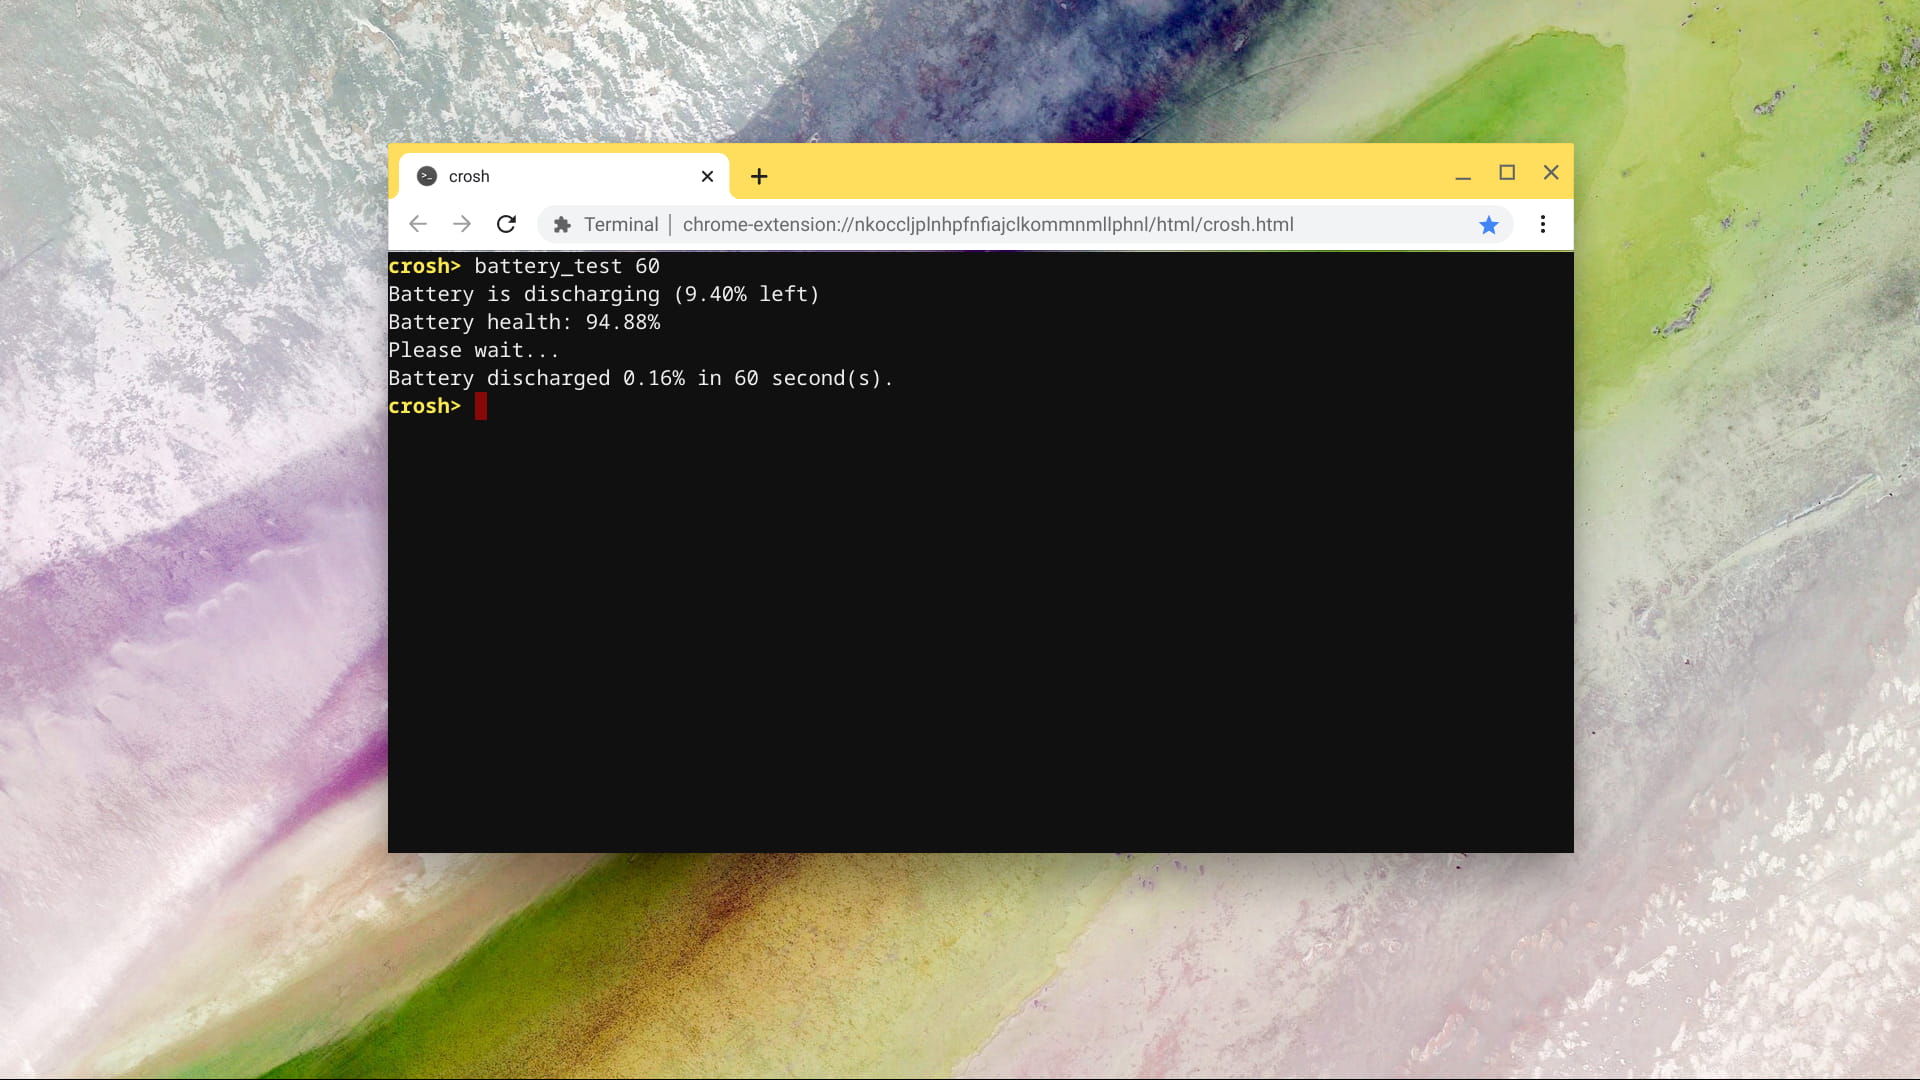 crosh
Terminal | chrome-extension://nkoccljplnhpfnfiajclkommnmllphnl/html/crosh.html
crosh> battery_test 60
Battery is discharging (9.40% left)
Battery health: 94.88%
Please wait...
Battery discharged 0.16% in 60 second(s).
crosh>